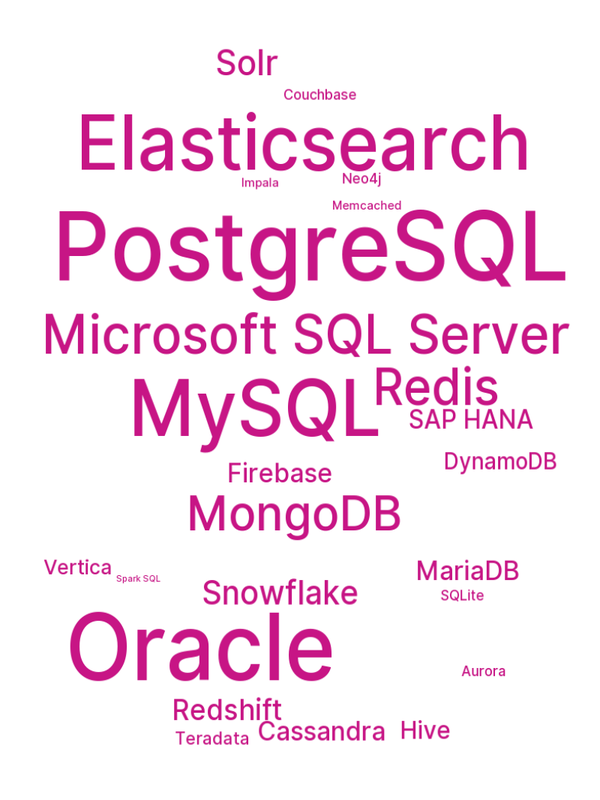 Solr
Couchbase
Elasticsearch
Impala
Neo4j
Memcached
PostgreSQL
Microsoft SQL Server
MySQL
Redis
SAP HANA
DynamoDB
Firebase
MongoDB
Vertica
Spark SQL
MariaDB
Snowflake
SQLite
Oracle
Aurora
Redshift
Teradata
Cassandra
Hive